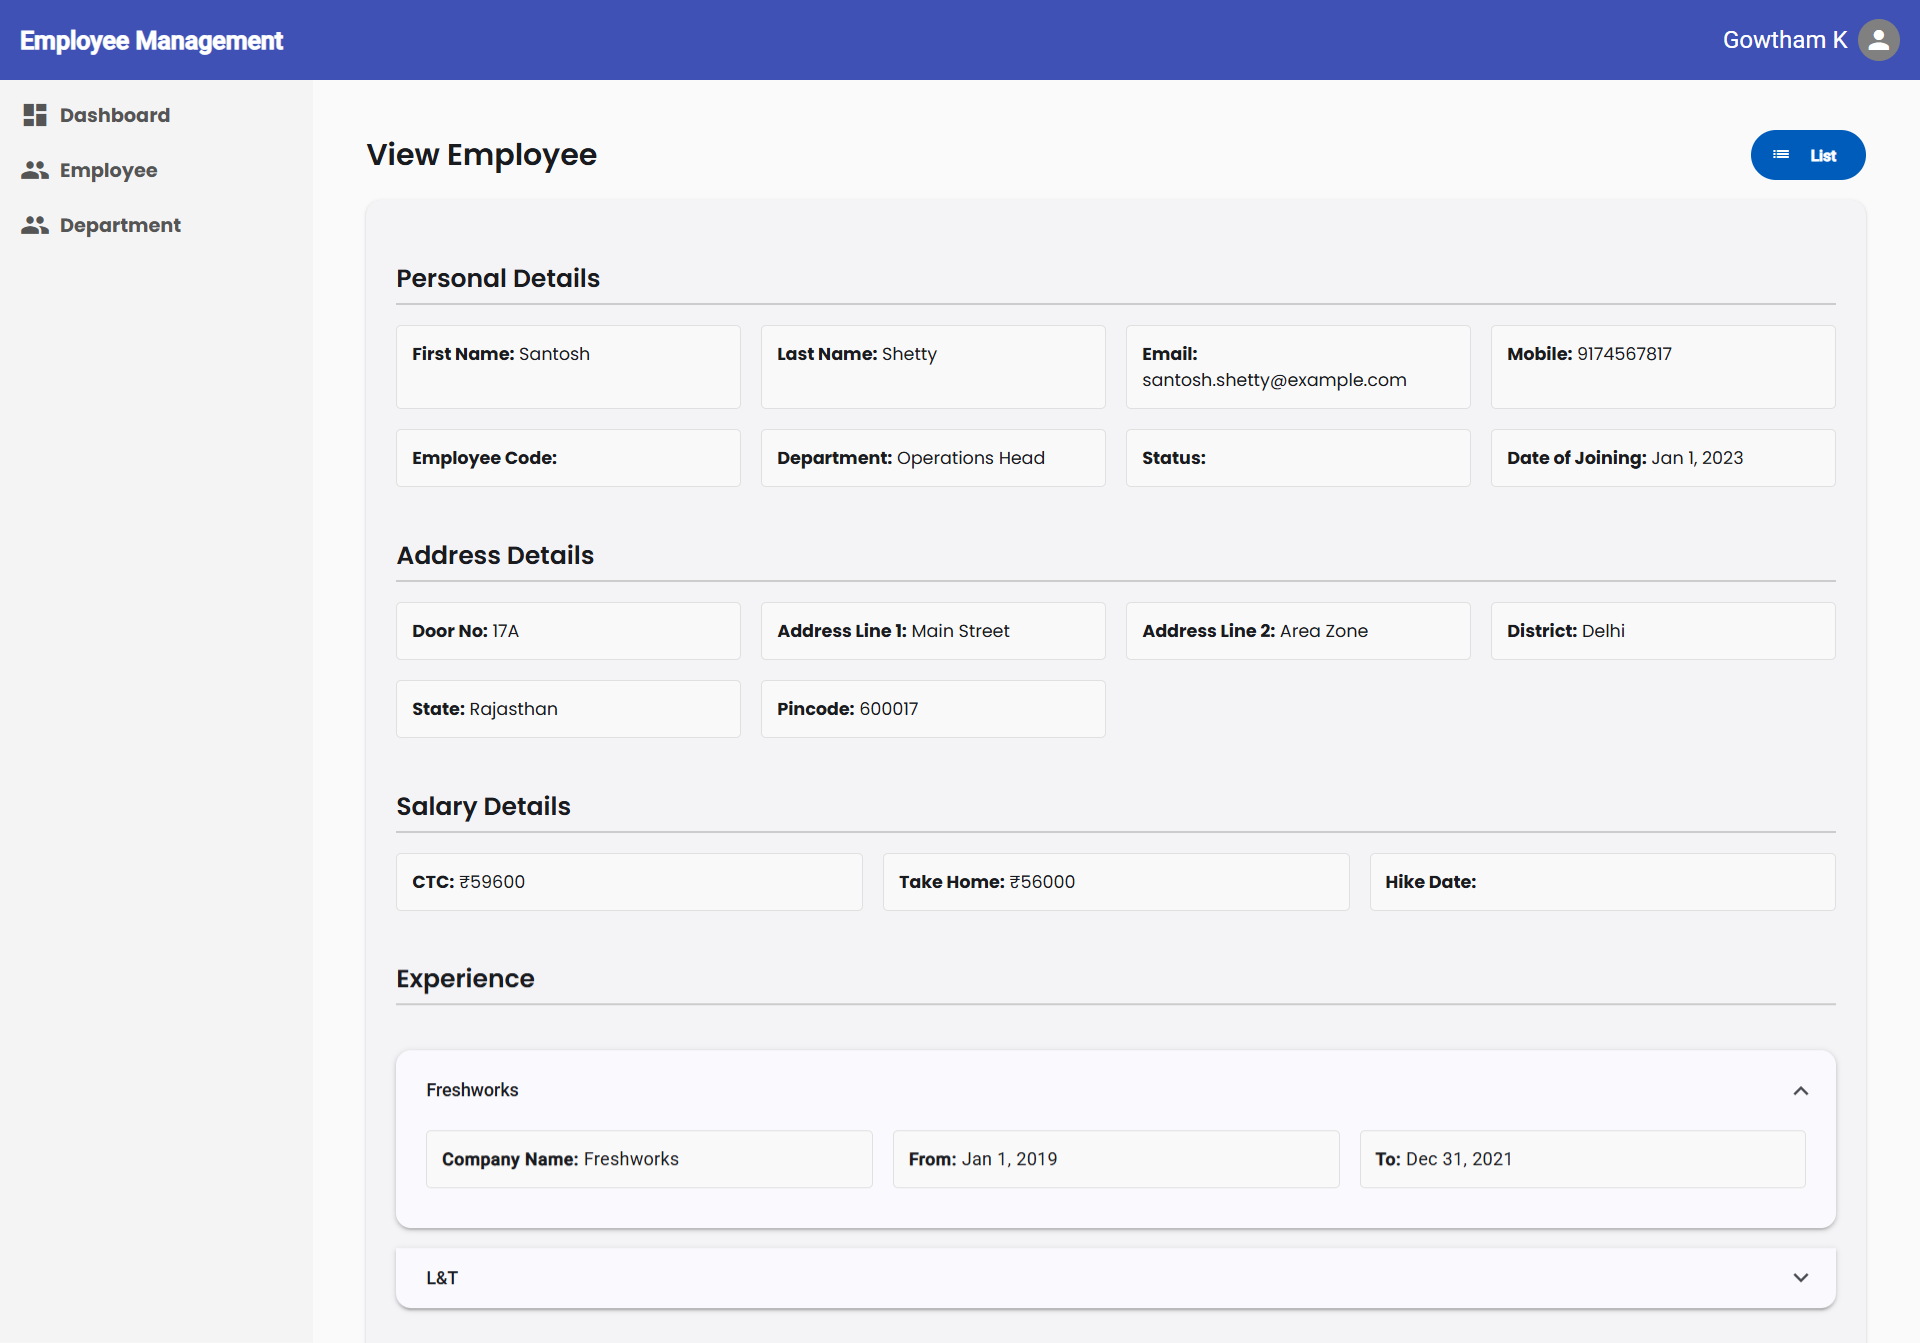 Employee Management
Gowtham K
Dashboard
Employee
Department
View Employee
List
Personal Details
First Name: Santosh
Last Name: Shetty
Email:
santosh.shetty@example.com
Mobile: 9174567817
Employee Code:
Department: Operations Head
Status:
Date of Joining: Jan 1, 2023
Address Details
Door No: 17A
Address Line 1: Main Street
Address Line 2: Area Zone
District: Delhi
State: Rajasthan
Pincode: 600017
Salary Details
CTC: ₹59600
Take Home: ₹56000
Hike Date:
Experience
Freshworks
Company Name: Freshworks
From: Jan 1, 2019
To: Dec 31, 2021
L&T